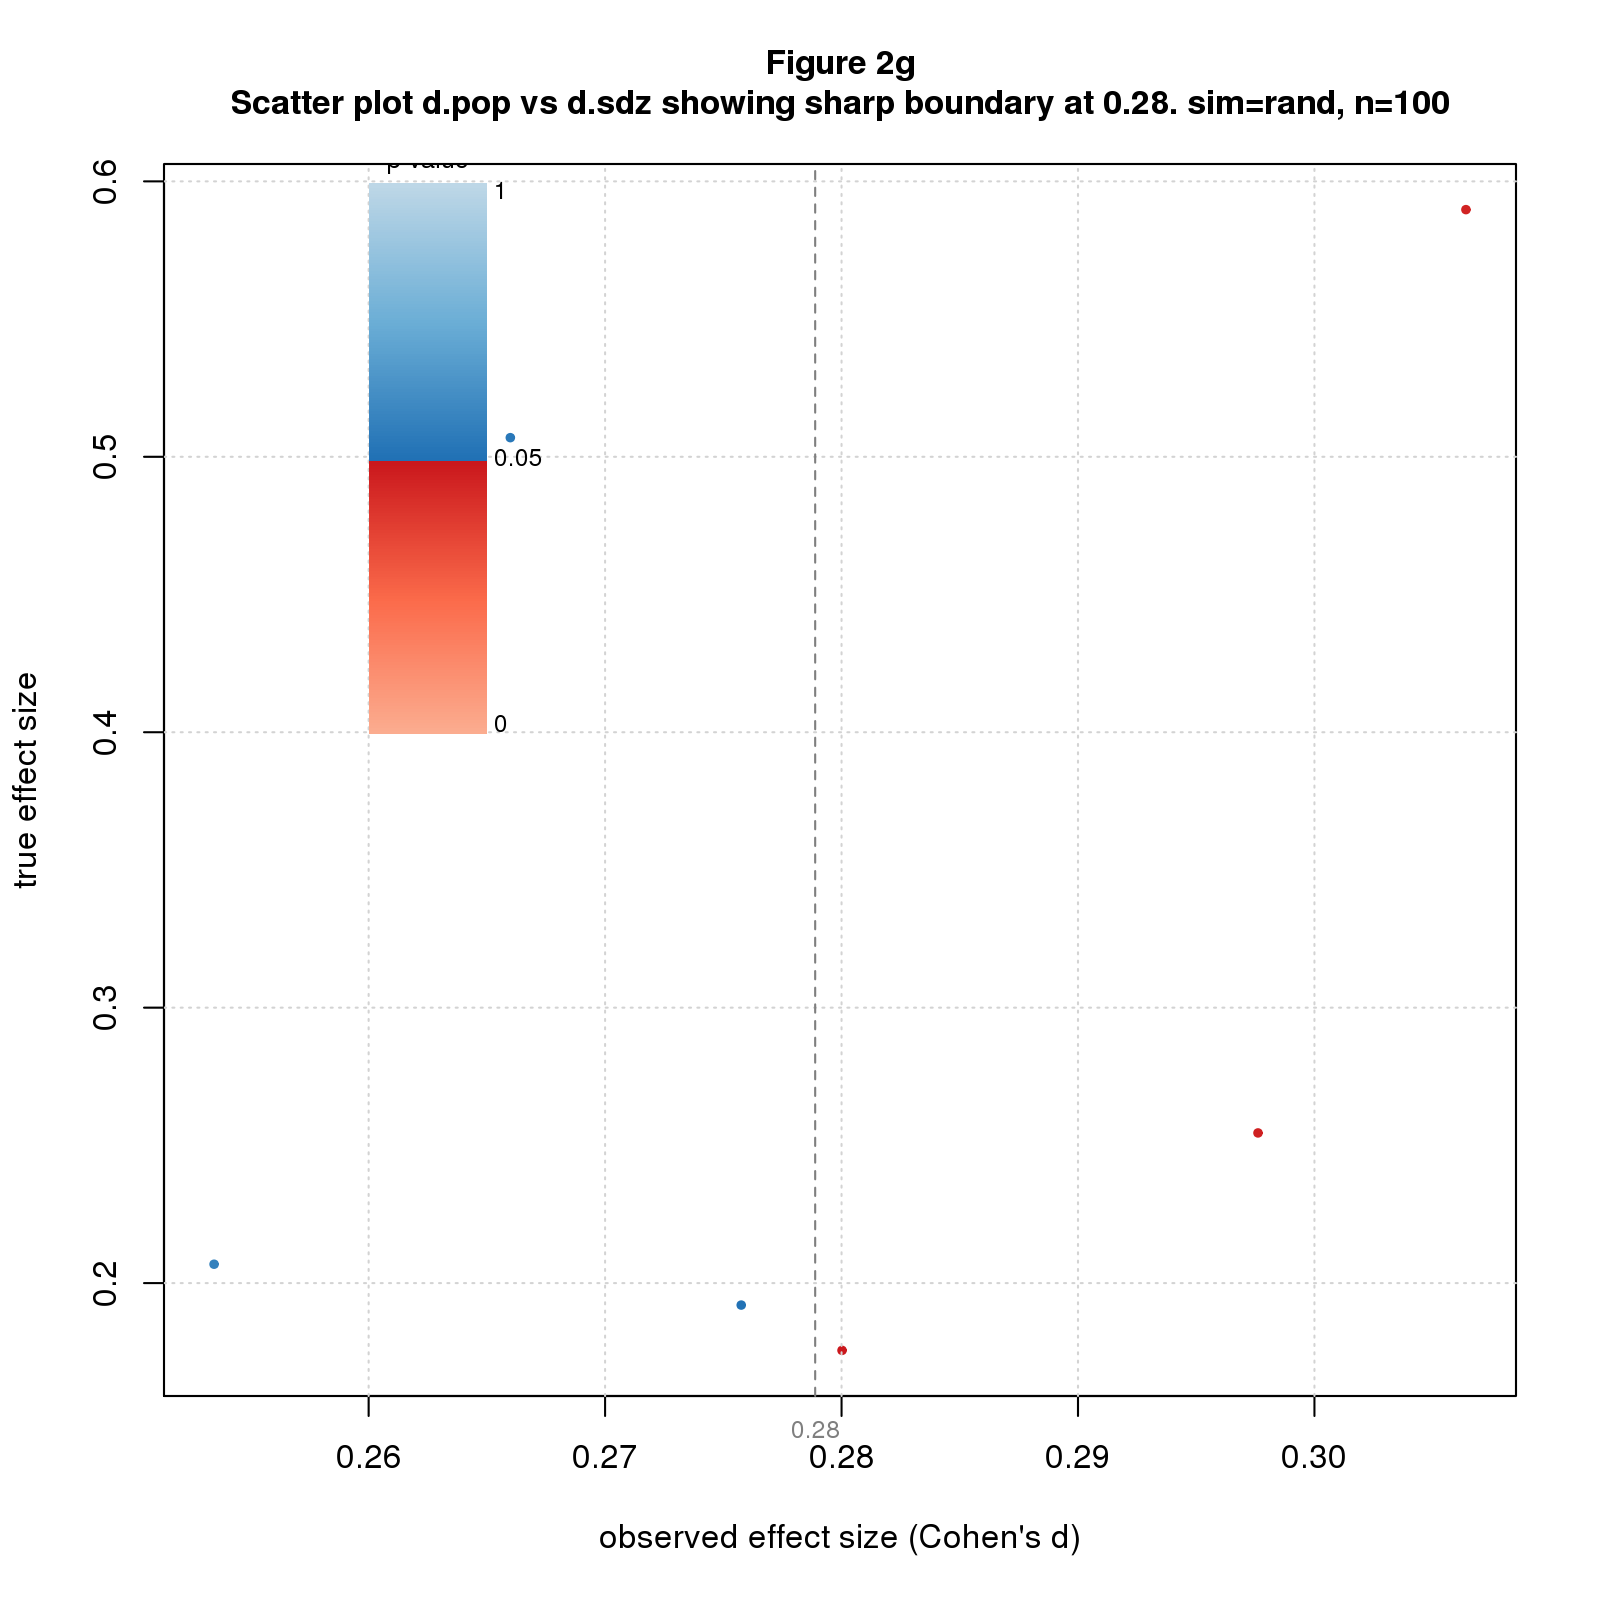 Figure 2g
Scatter plot d.pop vs d.sdz showing sharp boundary at 0.28. sim=rand, n=100
1
0.05
0
0.6
0.5
0.4
0.3
0.2
true effect size
0.28
0.26 0.27 0.28 0.29 0.30
observed effect size (Cohen's d)